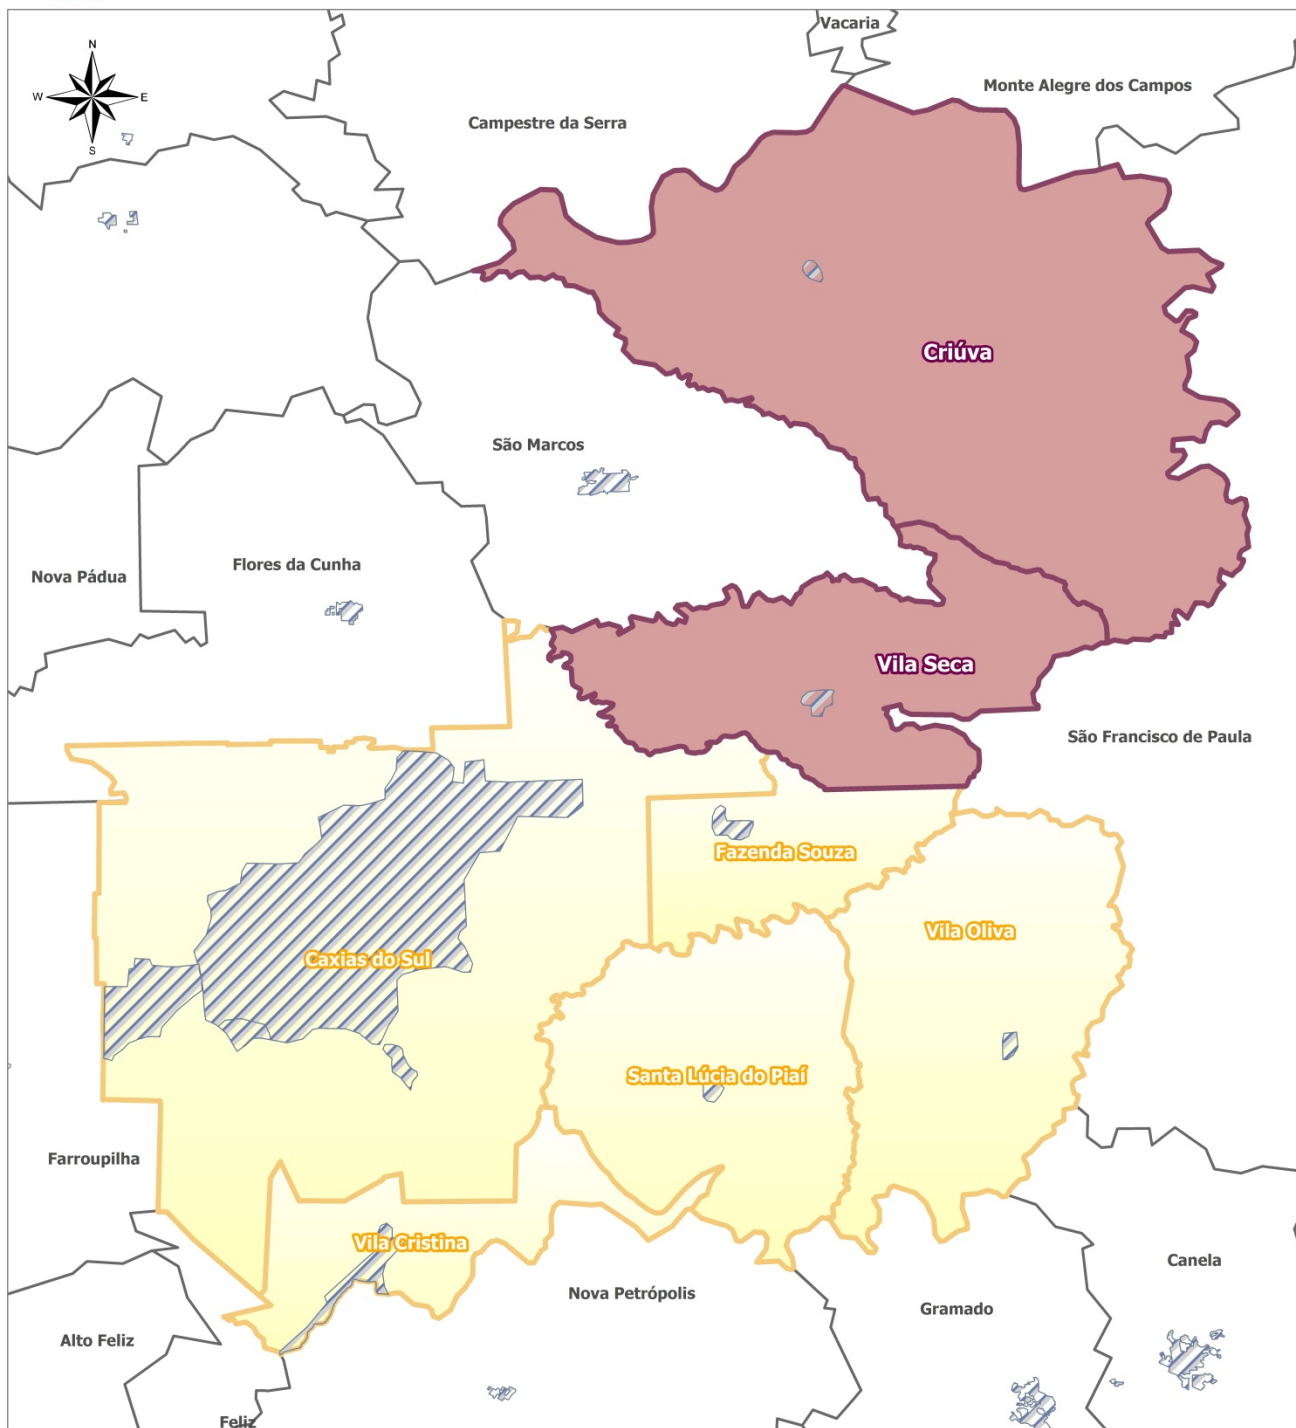 Vacaria
N
W
E
S
Monte Alegre dos Campos
Campestre da Serra
Criúva
São Marcos
Flores da Cunha
Nova Pádua
Vila Seca
São Francisco de Paula
Fazenda Souza
Vila Oliva
Caxias do Sul
Santa Lúcia do Piaí
Farroupilha
Vila Cristina
Canela
Nova Petrópolis
Gramado
Alto Feliz
Feliz